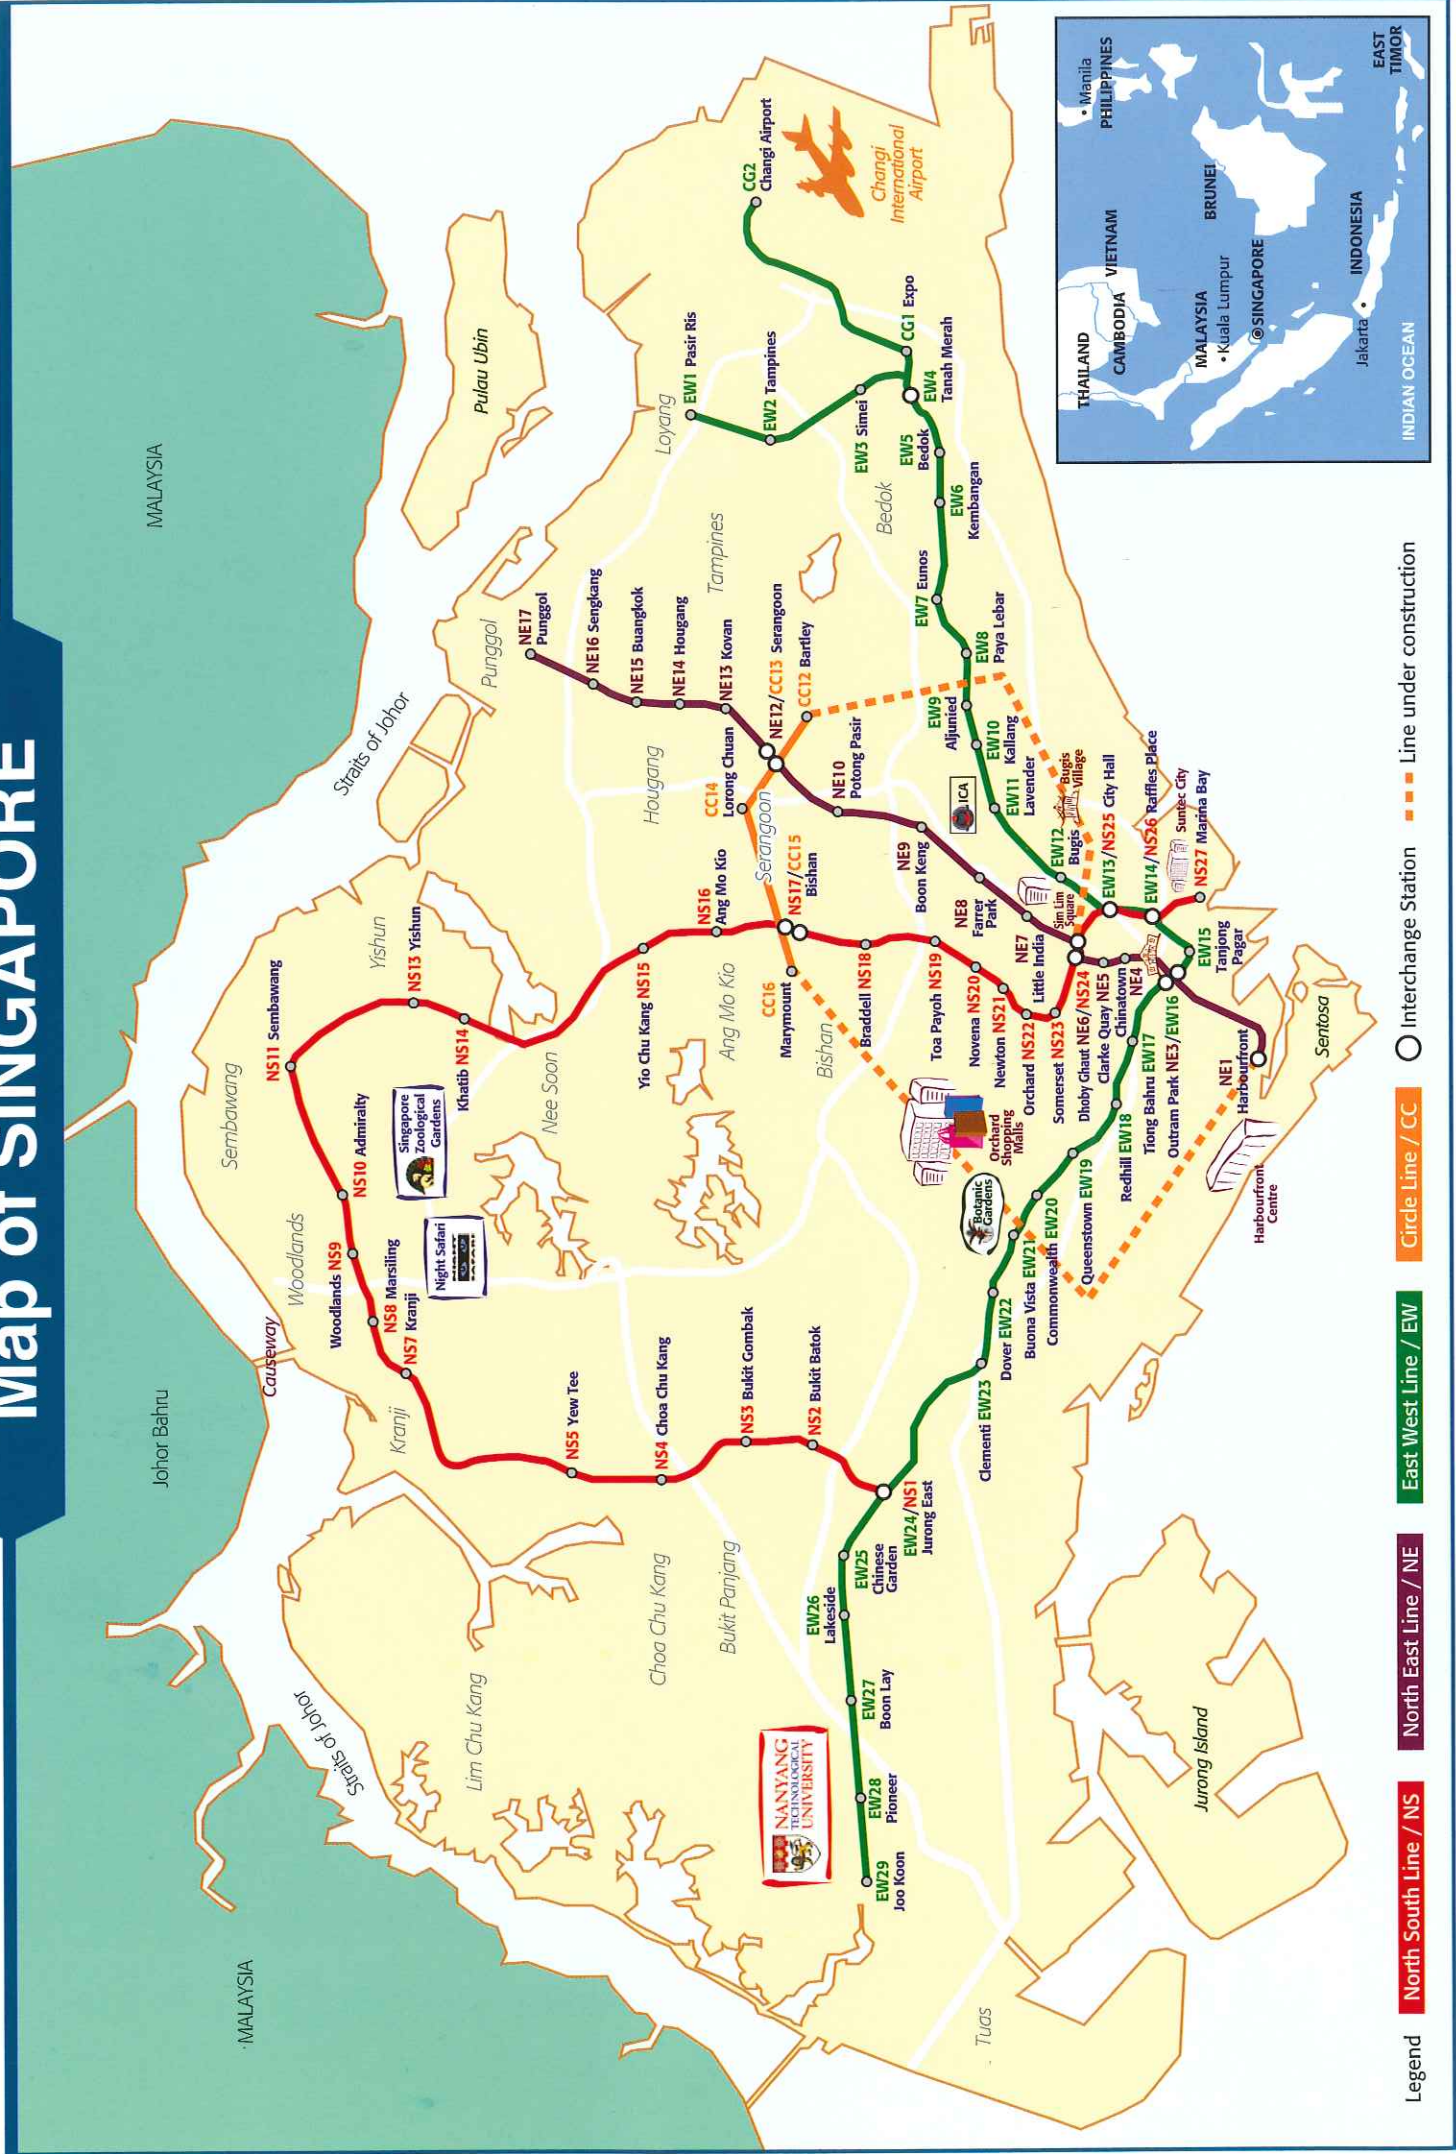 Map of SINGAPORE
MALAYSIA
Johor Bahru
MALAYSIA
Causeway
Straits of Johor
Straits of Johor
Pulau Ubin
Sembawang
Woodlands
Kranji
Yishun
Punggol
Nee Soon
Lim Chu Kang
Choa Chu Kang
Bukit Panjang
Ang Mo Kio
Bishan
Hougang
Serangoon
Tampines
Loyang
Bedok
Tuas
Jurong Island
Sentosa
NS11 Sembawang
NS10 Admiralty
Woodlands NS9
NS8 Marsiling
NS7 Kranji
NS5 Yew Tee
NS4 Choa Chu Kang
NS3 Bukit Gombak
NS2 Bukit Batok
EW24/NS1
Jurong East
NS13 Yishun
Khatib NS14
Yio Chu Kang NS15
NS16
Ang Mo Kio
NS17/CC15
Bishan
Braddell NS18
Toa Payoh NS19
Novena NS20
Newton NS21
Orchard NS22
Somerset NS23
Dhoby Ghaut NE6/NS24
EW13/NS25 City Hall
EW14/NS26 Raffles Place
NS27 Marina Bay
Suntec City
NE17
Punggol
NE16 Sengkang
NE15 Buangkok
NE14 Hougang
NE13 Kovan
NE12/CC13 Serangoon
CC12 Bartley
CC14
Lorong Chuan
CC16
Marymount
NE10
Potong Pasir
NE9
Boon Keng
NE8
Farrer
Park
NE7
Little India
Clarke Quay NE5
Chinatown
NE4
Outram Park NE3/EW16
NE1
Harbourfront
EW1 Pasir Ris
EW2 Tampines
EW3 Simei
EW4
Tanah Merah
CG1 Expo
CG2
Changi Airport
Changi
International
Airport
EW5
Bedok
EW6
Kembangan
EW7 Eunos
EW8
Paya Lebar
EW9
Aljunied
EW10
Kallang
EW11
Lavender
EW12
Bugis
Bugis
Village
Sim Lim
Square
ICA
EW15
Tanjong
Pagar
Tiong Bahru EW17
Redhill EW18
Queenstown EW19
Commonwealth EW20
Buona Vista EW21
Dover EW22
Clementi EW23
EW25
Chinese
Garden
EW26
Lakeside
EW27
Boon Lay
EW28
Pioneer
EW29
Joo Koon
NANYANG
TECHNOLOGICAL
UNIVERSITY
Singapore
Zoological
Gardens
Night Safari
NIGHT
SAFARI
Orchard
Shopping
Malls
Botanic
Gardens
Harbourfront
Centre
THAILAND
CAMBODIA
VIETNAM
Manila
PHILIPPINES
MALAYSIA
Kuala Lumpur
SINGAPORE
BRUNEI
Jakarta
INDONESIA
EAST
TIMOR
INDIAN OCEAN
Legend
North South Line / NS
North East Line / NE
East West Line / EW
Circle Line / CC
Interchange Station
Line under construction